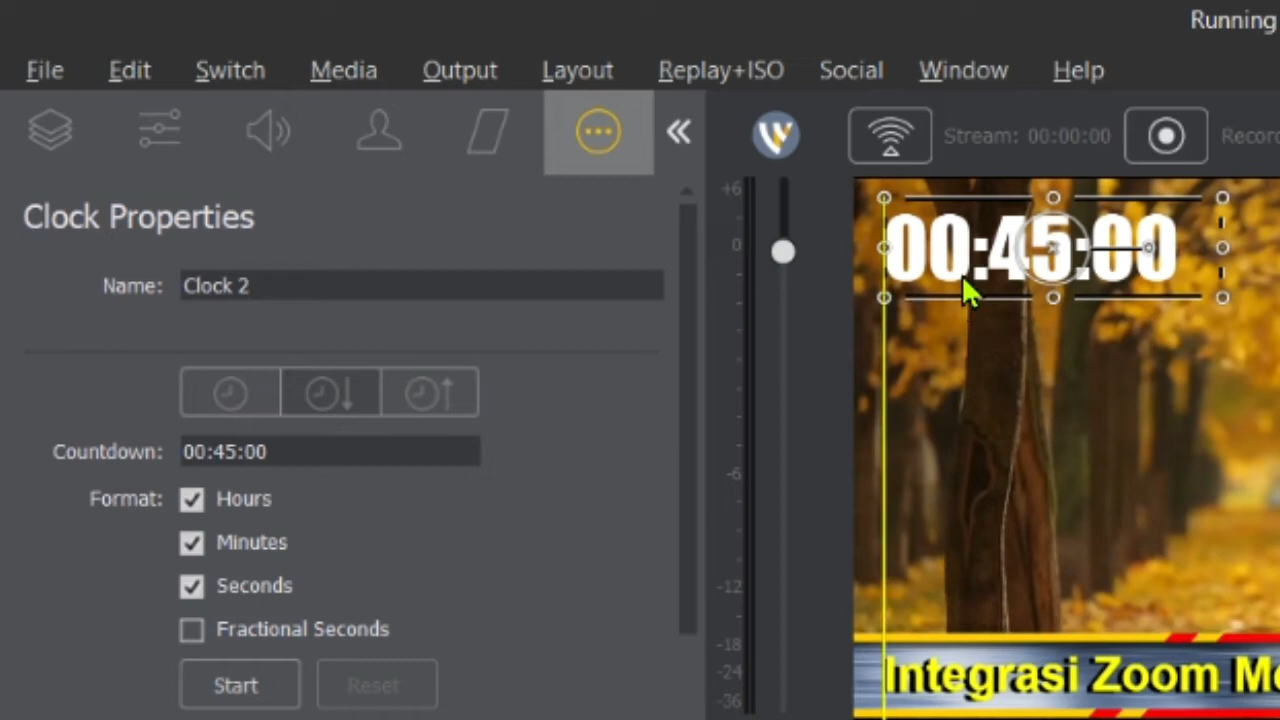 Running
File Edit Switch Media Output Layout Replay+ISO Social Window Help
Stream: 00:00:00 Recor
Clock Properties
Name: Clock 2
Countdown: 00:45:00
Format: Hours
Minutes
Seconds
Fractional Seconds
Start Reset
+6
0
-6
-12
-18
-24
-36
00:45:00
Integrasi Zoom Me